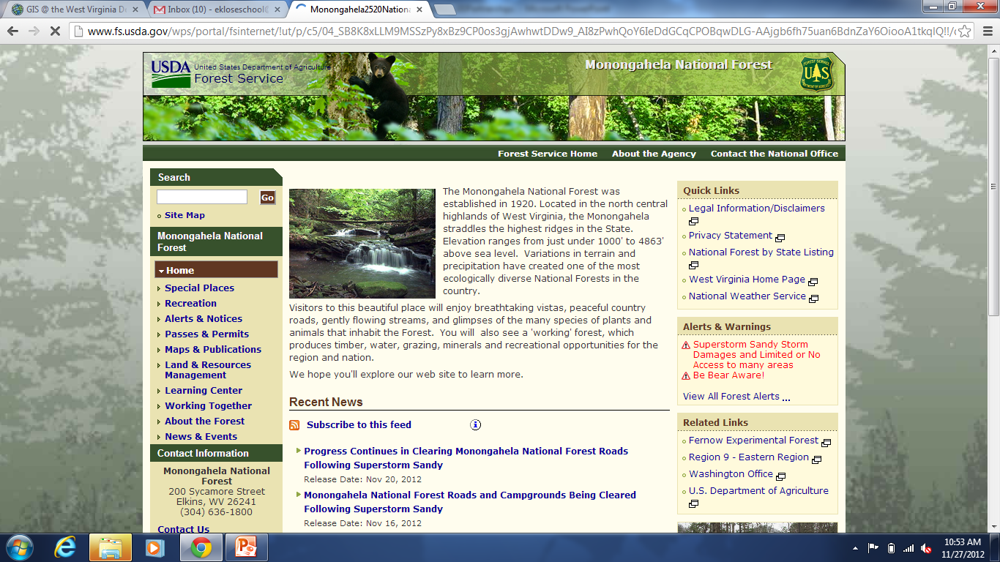 GIS @ the West Virginia De
Inbox (10) - ekloseschool@
Monongahela2520Nationa
www.fs.usda.gov/wps/portal/fsinternet/!ut/p/c5/
USDA
United States Department of Agriculture
Forest Service
Monongahela National Forest
FOREST SERVICE
U S
DEPARTMENT OF AGRICULTURE
Forest Service Home About the Agency Contact the National Office
Search
Go
Site Map
Monongahela National
Forest
Home
Special Places
Recreation
Alerts & Notices
Passes & Permits
Maps & Publications
Land & Resources
Management
Learning Center
Working Together
About the Forest
News & Events
Contact Information
Monongahela National
Forest
200 Sycamore Street
Elkins, WV 26241
(304) 636-1800
Contact Us
The Monongahela National Forest was
established in 1920. Located in the north central
highlands of West Virginia, the Monongahela
straddles the highest ridges in the State.
Elevation ranges from just under 1000' to 4863'
above sea level.  Variations in terrain and
precipitation have created one of the most
ecologically diverse National Forests in the
country.
Visitors to this beautiful place will enjoy breathtaking vistas, peaceful country
roads, gently flowing streams, and glimpses of the many species of plants and
animals that inhabit the Forest.  You will  also see a 'working' forest, which
produces timber, water, grazing, minerals and recreational opportunities for the
region and nation.
We hope you'll explore our web site to learn more.
Recent News
Subscribe to this feed
Progress Continues in Clearing Monongahela National Forest Roads
Following Superstorm Sandy
Release Date: Nov 20, 2012
Monongahela National Forest Roads and Campgrounds Being Cleared
Following Superstorm Sandy
Release Date: Nov 16, 2012
Quick Links
Legal Information/Disclaimers
Privacy Statement
National Forest by State Listing
West Virginia Home Page
National Weather Service
Alerts & Warnings
Superstorm Sandy Storm
Damages and Limited or No
Access to many areas
Be Bear Aware!
View All Forest Alerts ...
Related Links
Fernow Experimental Forest
Region 9 - Eastern Region
Washington Office
U.S. Department of Agriculture
10:53 AM
11/27/2012